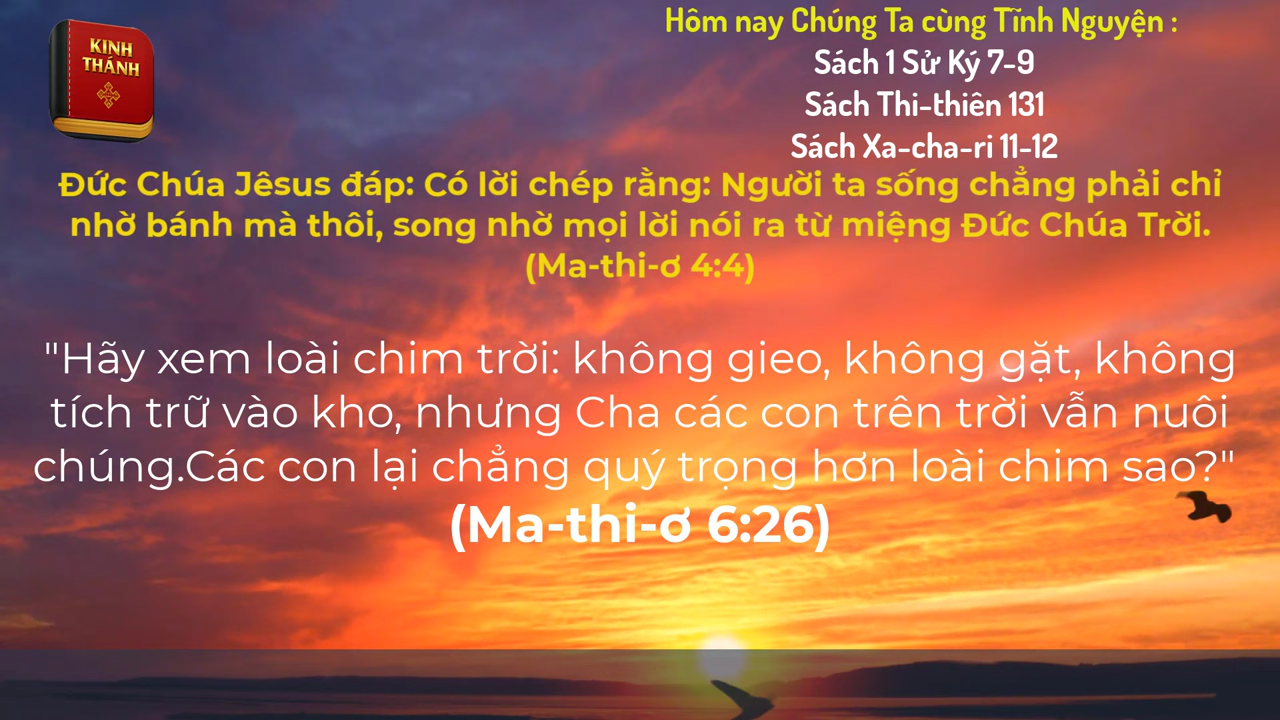 KINH
THÁNH
Hôm nay Chúng Ta cùng Tĩnh Nguyện :
Sách 1 Sử Ký 7-9
Sách Thi-thiên 131
Sách Xa-cha-ri 11-12
Đức Chúa Jêsus đáp: Có lời chép rằng: Người ta sống chẳng phải chỉ
nhờ bánh mà thôi, song nhờ mọi lời nói ra từ miệng Đức Chúa Trời.
(Ma-thi-ơ 4:4)
"Hãy xem loài chim trời: không gieo, không gặt, không
tích trữ vào kho, nhưng Cha các con trên trời vẫn nuôi
chúng.Các con lại chẳng quý trọng hơn loài chim sao?"
(Ma-thi-ơ 6:26)